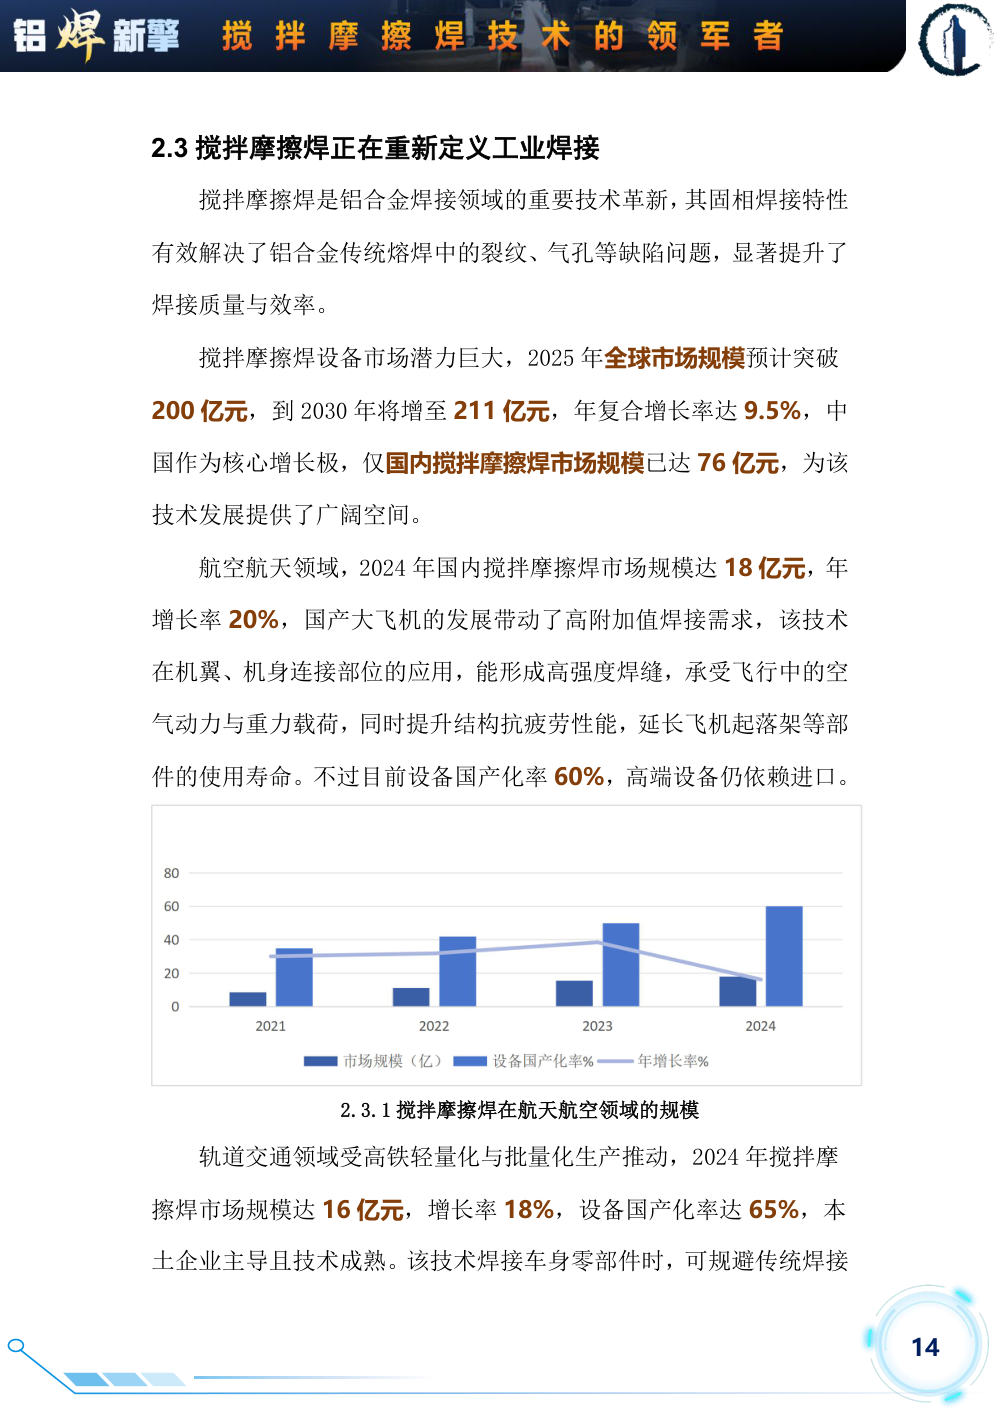 铝焊新擎 搅拌摩擦焊技术的领军者
2.3 搅拌摩擦焊正在重新定义工业焊接
搅拌摩擦焊是铝合金焊接领域的重要技术革新，其固相焊接特性
有效解决了铝合金传统熔焊中的裂纹、气孔等缺陷问题，显著提升了
焊接质量与效率。
搅拌摩擦焊设备市场潜力巨大，2025 年全球市场规模预计突破
200 亿元，到 2030 年将增至 211 亿元，年复合增长率达 9.5%，中
国作为核心增长极，仅国内搅拌摩擦焊市场规模已达 76 亿元，为该
技术发展提供了广阔空间。
航空航天领域，2024 年国内搅拌摩擦焊市场规模达 18 亿元，年
增长率 20%，国产大飞机的发展带动了高附加值焊接需求，该技术
在机翼、机身连接部位的应用，能形成高强度焊缝，承受飞行中的空
气动力与重力载荷，同时提升结构抗疲劳性能，延长飞机起落架等部
件的使用寿命。不过目前设备国产化率 60%，高端设备仍依赖进口。
80
60
40
20
0
2021 2022 2023 2024
市场规模（亿） 设备国产化率% 年增长率%
2.3.1 搅拌摩擦焊在航天航空领域的规模
轨道交通领域受高铁轻量化与批量化生产推动，2024 年搅拌摩
擦焊市场规模达 16 亿元，增长率 18%，设备国产化率达 65%，本
土企业主导且技术成熟。该技术焊接车身零部件时，可规避传统焊接
14